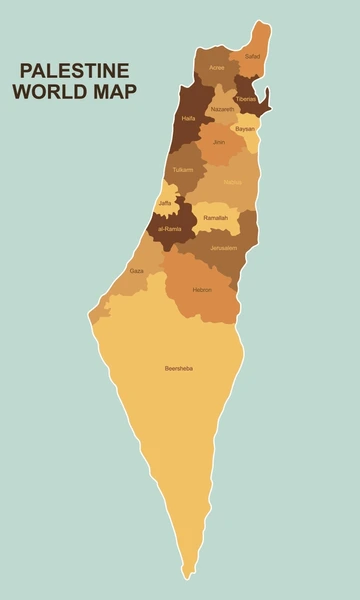 PALESTINE
WORLD MAP
Safad
Acree
Tiberias
Nazareth
Haifa
Baysan
Jinin
Tulkarm
Nablus
Jaffa
Ramallah
al-Ramla
Jerusalem
Gaza
Hebron
Beersheba